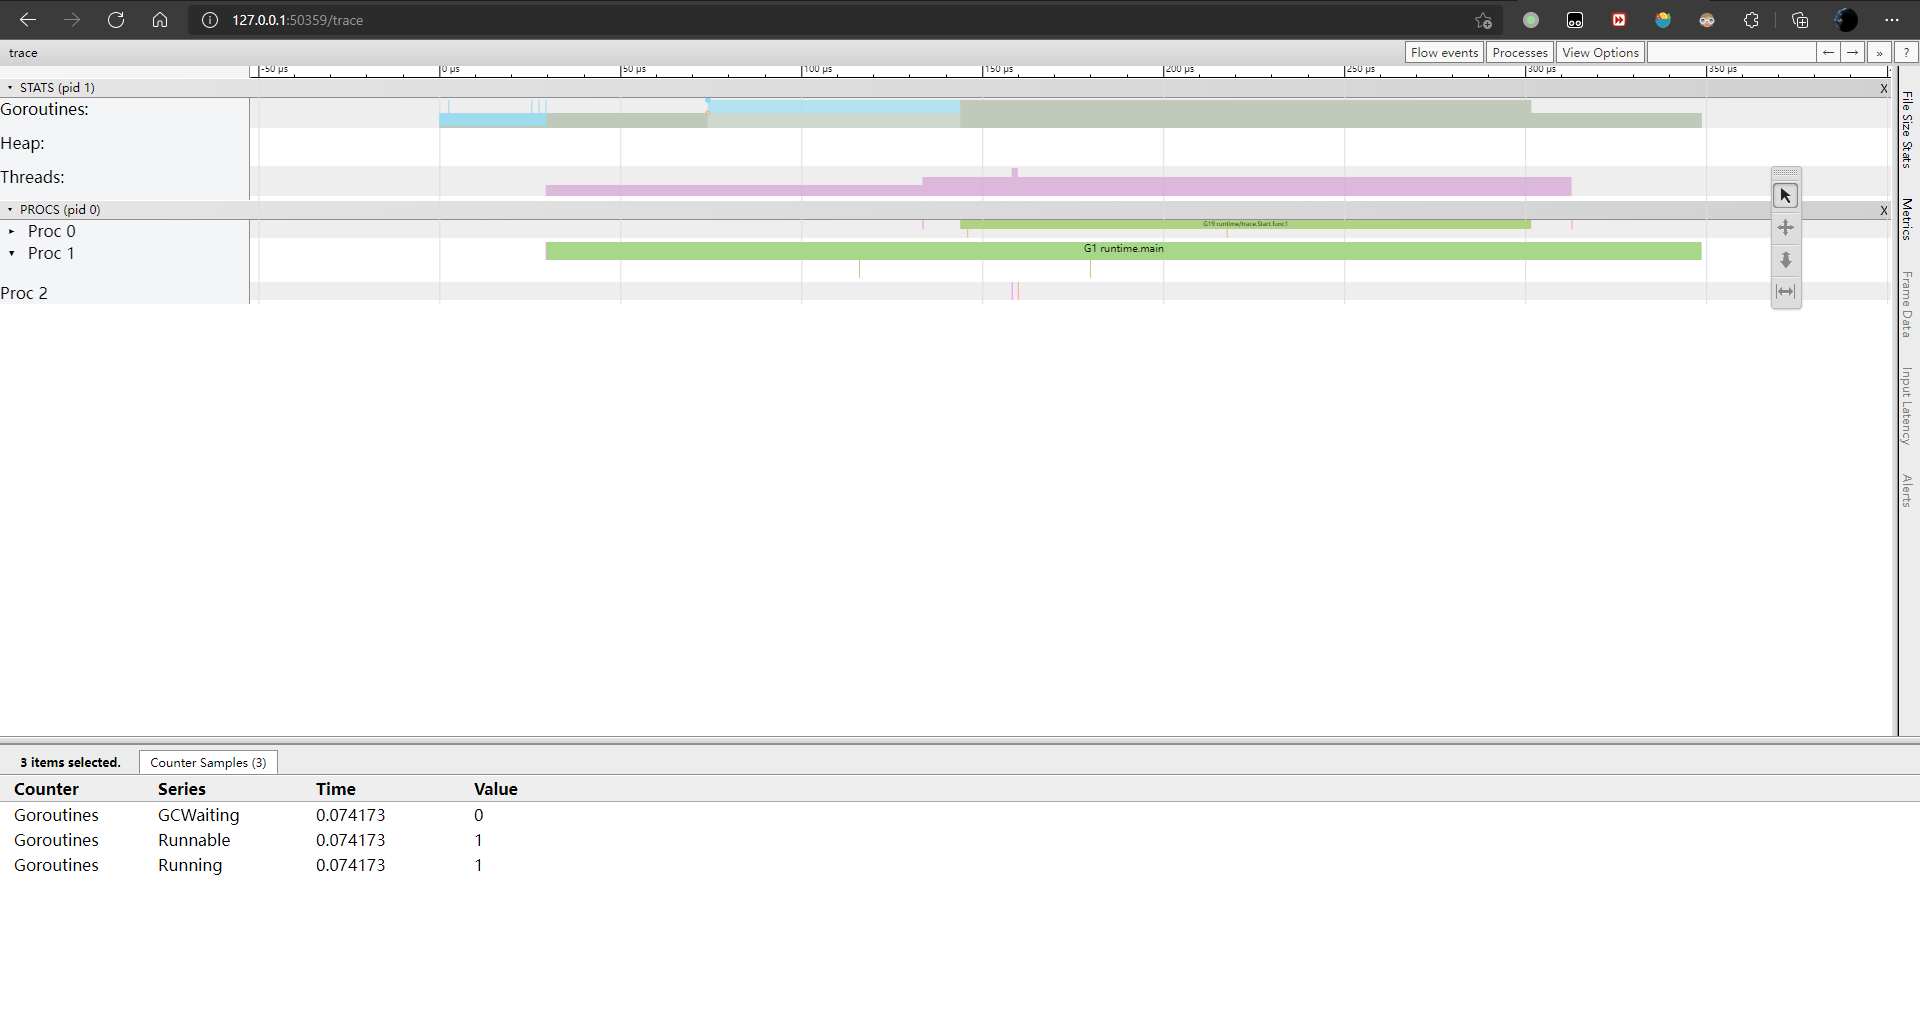 127.0.0.1:50359/trace
trace Flow events Processes View Options ← → » ?
-50 µs 0 µs 50 µs 100 µs 150 µs 200 µs 250 µs 300 µs 350 µs
STATS (pid 1) X
Goroutines:
Heap:
Threads:
PROCS (pid 0) X
Proc 0 G19 runtime/trace.Start.func1
Proc 1 G1 runtime.main
Proc 2
File Size Stats
Metrics
Frame Data
Input Latency
Alerts
3 items selected. Counter Samples (3)
Counter Series Time Value
Goroutines GCWaiting 0.074173 0
Goroutines Runnable 0.074173 1
Goroutines Running 0.074173 1